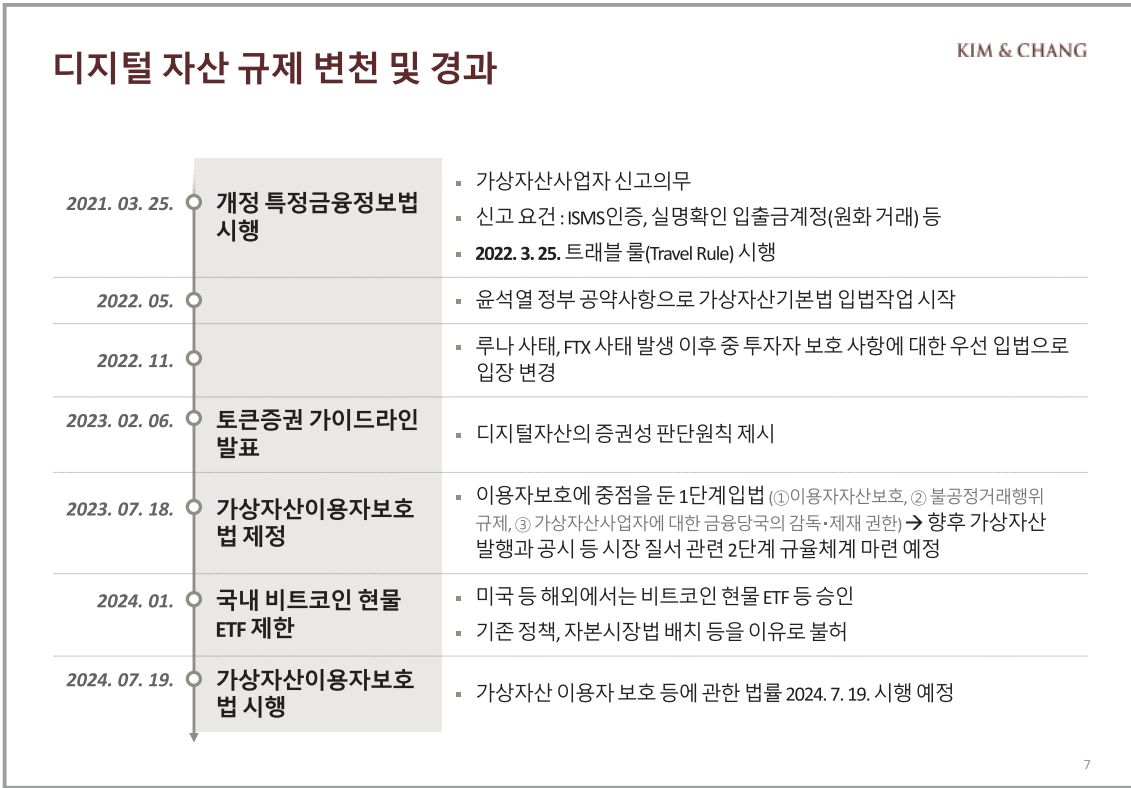 디지털 자산 규제 변천 및 경과
KIM & CHANG
2021. 03. 25.
개정 특정금융정보법
시행
▪ 가상자산사업자 신고의무
▪ 신고 요건 : ISMS인증, 실명확인 입출금계정(원화 거래) 등
▪ 2022. 3. 25. 트래블 룰(Travel Rule) 시행
2022. 05.
▪ 윤석열 정부 공약사항으로 가상자산기본법 입법작업 시작
2022. 11.
▪ 루나 사태, FTX 사태 발생 이후 중 투자자 보호 사항에 대한 우선 입법으로
입장 변경
2023. 02. 06.
토큰증권 가이드라인
발표
▪ 디지털자산의 증권성 판단원칙 제시
2023. 07. 18.
가상자산이용자보호
법 제정
▪ 이용자보호에 중점을 둔 1단계입법 (①이용자자산보호, ② 불공정거래행위
규제, ③ 가상자산사업자에 대한 금융당국의 감독·제재 권한) → 향후 가상자산
발행과 공시 등 시장 질서 관련 2단계 규율체계 마련 예정
2024. 01.
국내 비트코인 현물
ETF 제한
▪ 미국 등 해외에서는 비트코인 현물 ETF 등 승인
▪ 기존 정책, 자본시장법 배치 등을 이유로 불허
2024. 07. 19.
가상자산이용자보호
법 시행
▪ 가상자산 이용자 보호 등에 관한 법률 2024. 7. 19. 시행 예정
7